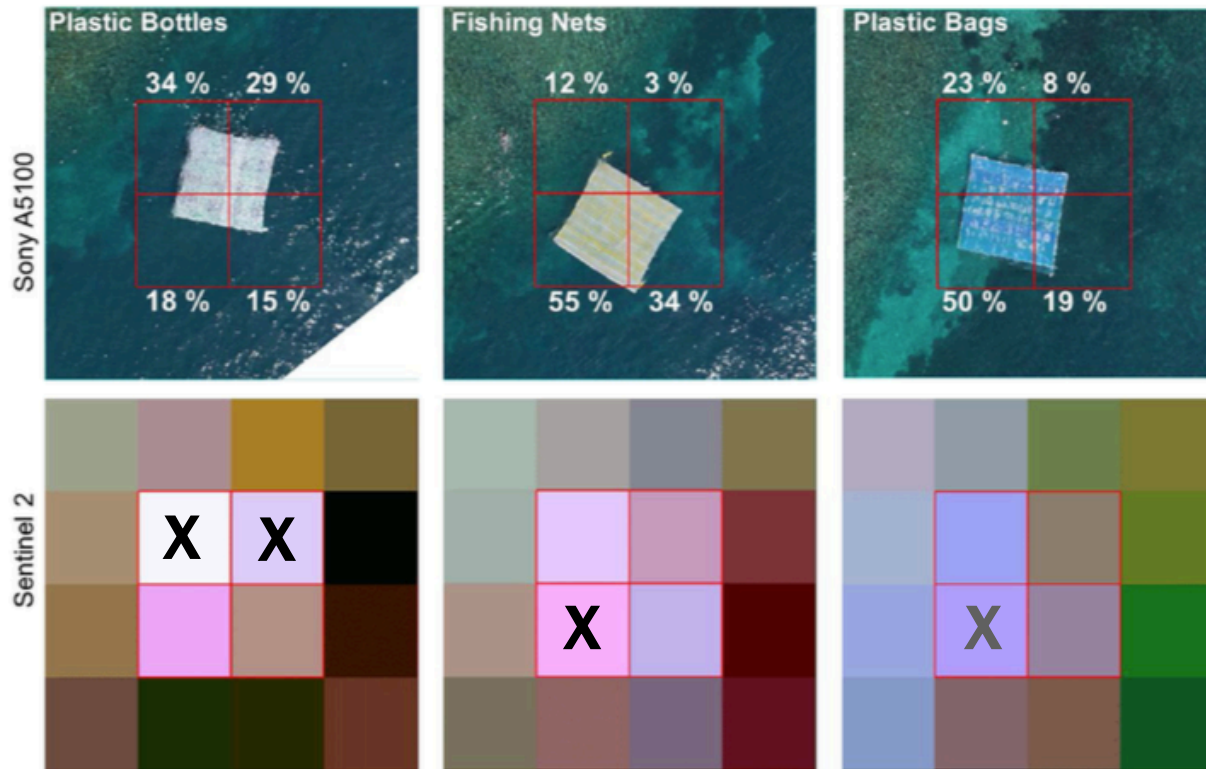 Plastic Bottles
Fishing Nets
Plastic Bags
34 % 29 %
12 % 3 %
23 % 8 %
Sony A5100
18 % 15 %
55 % 34 %
50 % 19 %
Sentinel 2
X X
X
X